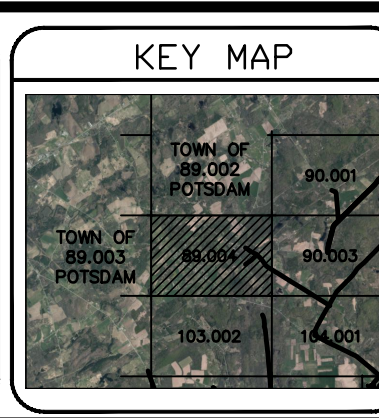 KEY MAP
TOWN OF
89.002
POTSDAM
90.001
TOWN OF
89.003
POTSDAM
89.004
90.003
103.002
104.001